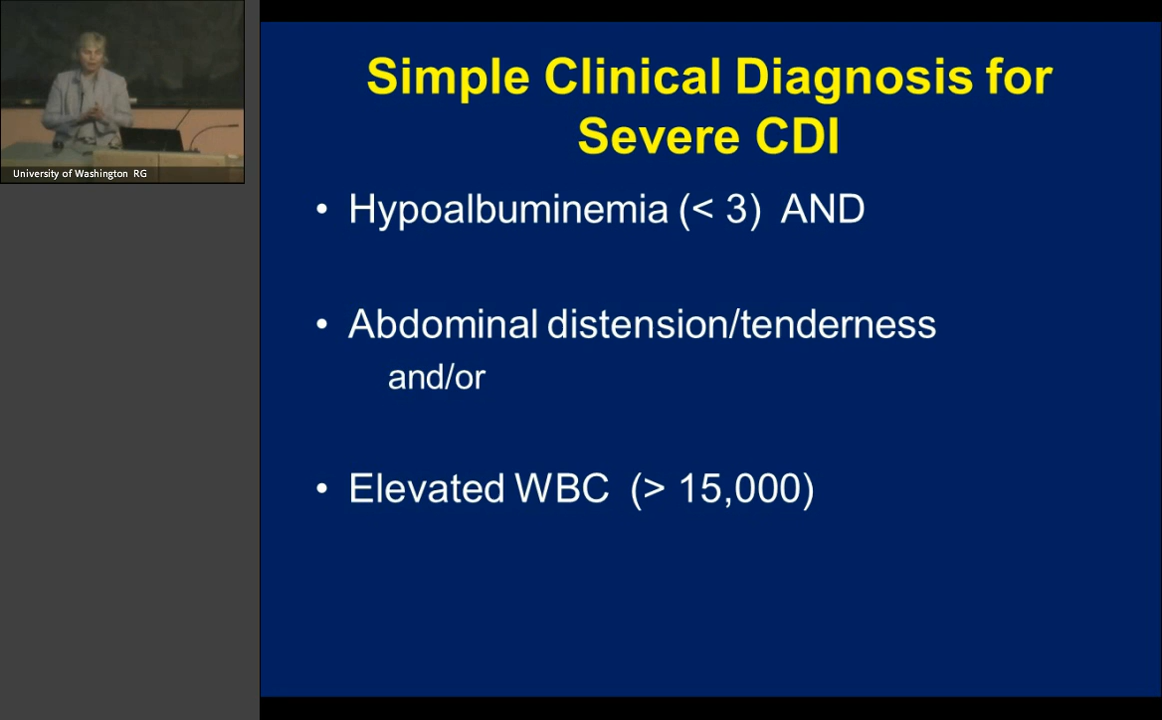 University of Washington RG
Simple Clinical Diagnosis for
Severe CDI
• Hypoalbuminemia (< 3) AND
• Abdominal distension/tenderness
and/or
• Elevated WBC (> 15,000)